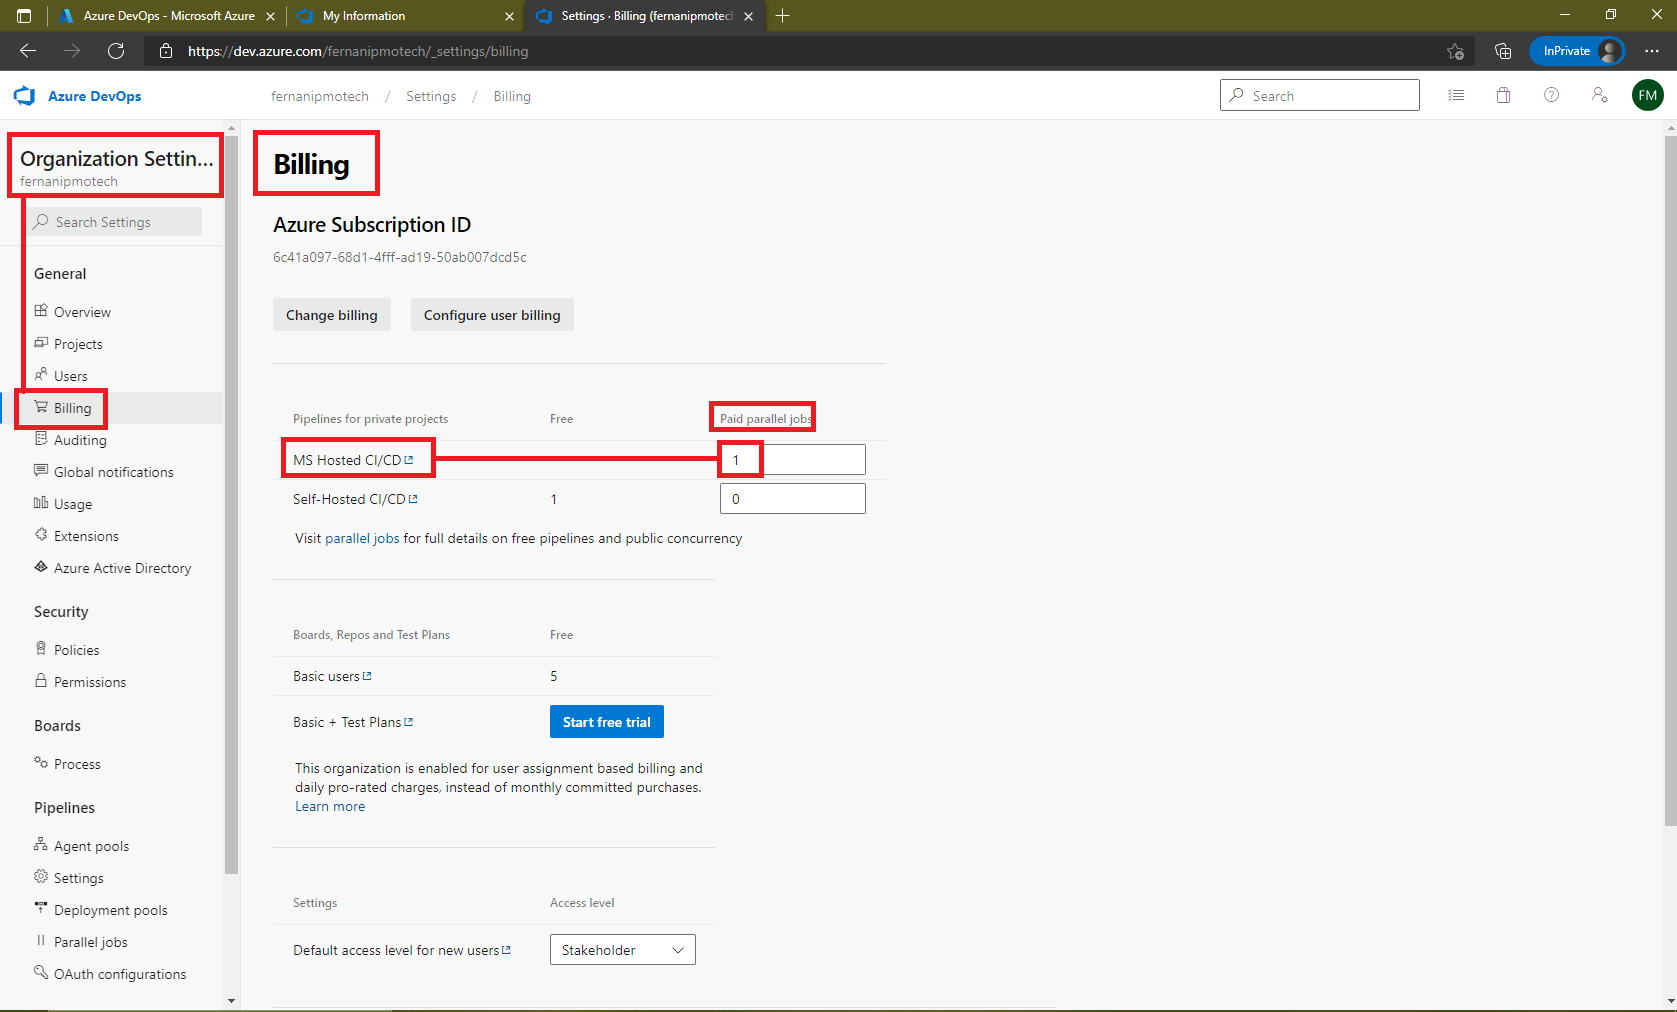 Azure DevOps - Microsoft Azure
My Information
Settings · Billing (fernanipmotech
https://dev.azure.com/fernanipmotech/_settings/billing
InPrivate
Azure DevOps
fernanipmotech / Settings / Billing
Search
FM
Organization Settin...
fernanipmotech
Search Settings
General
Overview
Projects
Users
Billing
Auditing
Global notifications
Usage
Extensions
Azure Active Directory
Security
Policies
Permissions
Boards
Process
Pipelines
Agent pools
Settings
Deployment pools
Parallel jobs
OAuth configurations
Billing
Azure Subscription ID
6c41a097-68d1-4fff-ad19-50ab007dcd5c
Change billing
Configure user billing
Pipelines for private projects Free Paid parallel jobs
MS Hosted CI/CD 1
Self-Hosted CI/CD 1 0
Visit parallel jobs for full details on free pipelines and public concurrency
Boards, Repos and Test Plans Free
Basic users 5
Basic + Test Plans Start free trial
This organization is enabled for user assignment based billing and
daily pro-rated charges, instead of monthly committed purchases.
Learn more
Settings Access level
Default access level for new users Stakeholder